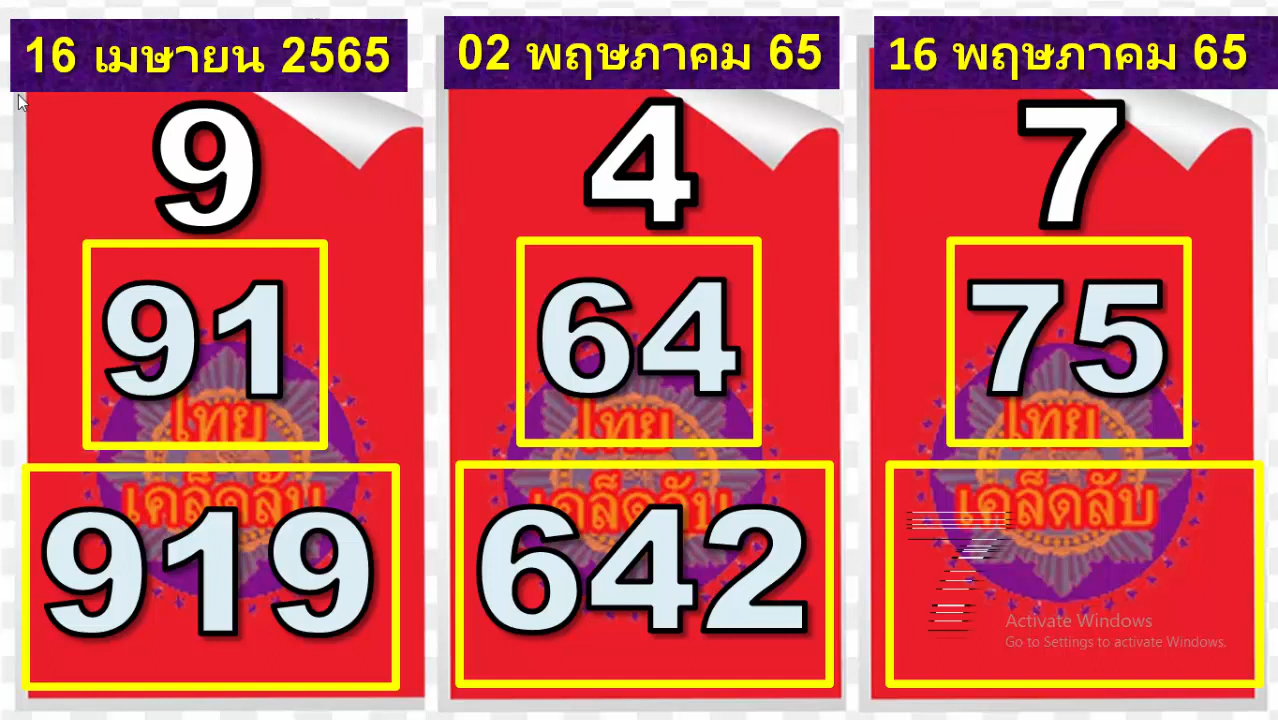 16 เมษายน 2565
9
91
ไทย
เคล็ดลับ
919
02 พฤษภาคม 65
4
64
ไทย
เคล็ดลับ
642
16 พฤษภาคม 65
7
75
ไทย
เคล็ดลับ
7
Activate Windows
Go to Settings to activate Windows.